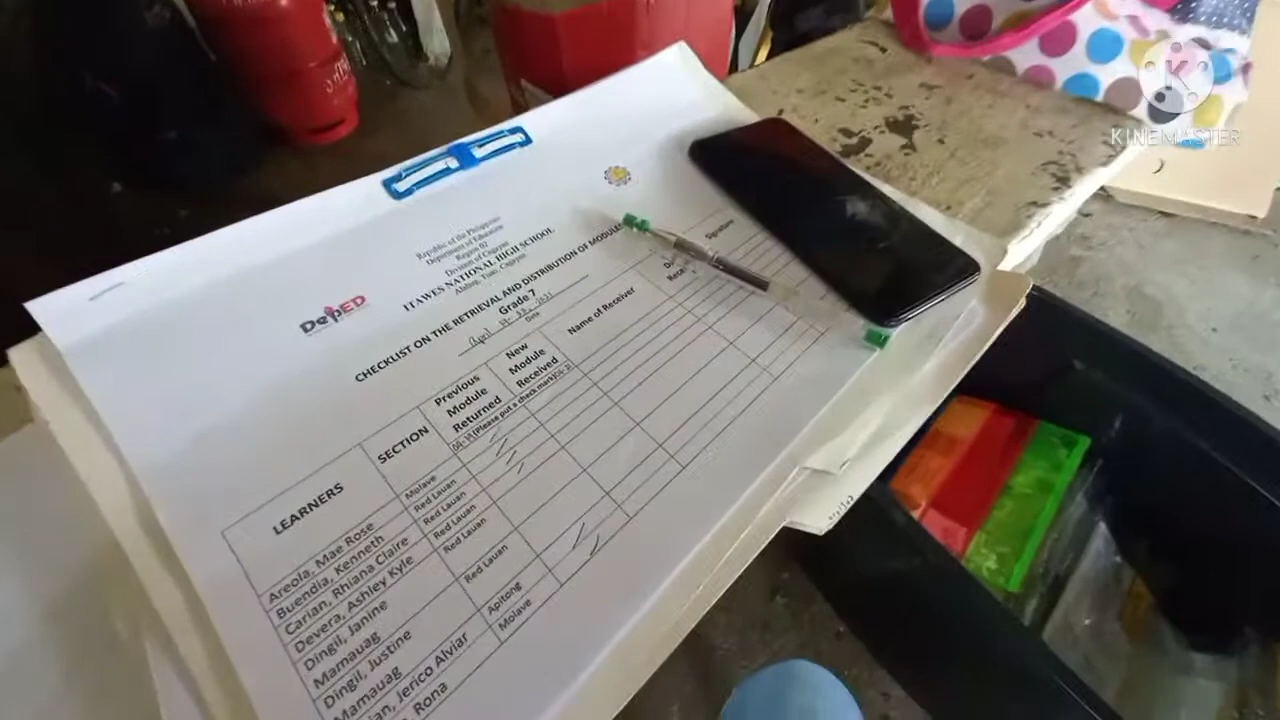 Republic of the Philippines
Department of Education
Region 02
Division of Cagayan
ITAWES NATIONAL HIGH SCHOOL
DepED
CHECKLIST ON THE RETRIEVAL AND DISTRIBUTION OF MODULES
Grade 7
April
Date
LEARNERS
SECTION
Previous Module Returned
New Module Received
Name of Receiver
Signature
(Please put a check mark)
Areola, Mae Rose Molave
Buendia, Kenneth Red Lauan
Carian, Rhiana Claire Red Lauan
Devera, Ashley Kyle Red Lauan
Dingil, Janine Red Lauan
Mamauag
Dingil, Justine Red Lauan
Mamauag
Jerico Alviar Apitong
Rona Molave
KINEMASTER